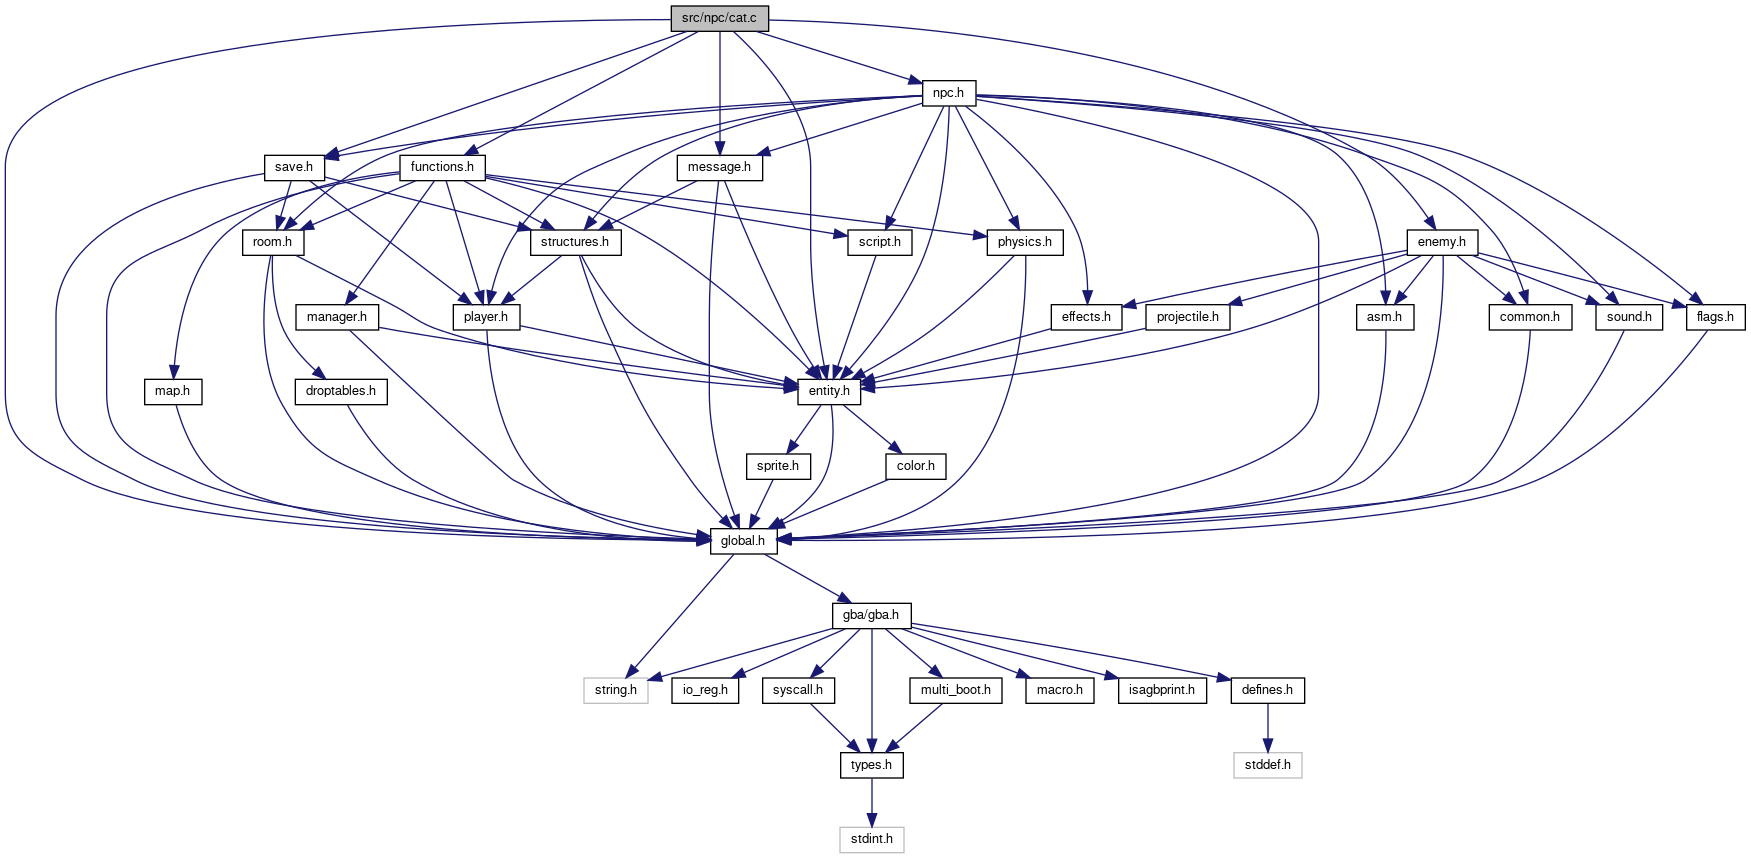 src/npc/cat.c
npc.h
save.h
functions.h
message.h
room.h
structures.h
script.h
physics.h
enemy.h
manager.h
player.h
effects.h
projectile.h
asm.h
common.h
sound.h
flags.h
map.h
droptables.h
entity.h
sprite.h
color.h
global.h
gba/gba.h
string.h
io_reg.h
syscall.h
multi_boot.h
macro.h
isagbprint.h
defines.h
types.h
stddef.h
stdint.h